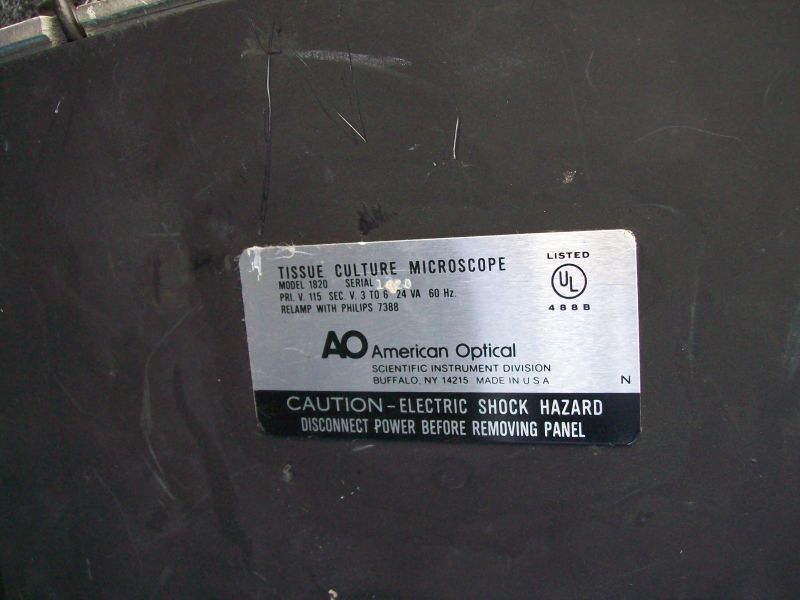 TISSUE CULTURE MICROSCOPE
MODEL 1820 SERIAL
PRI. V. 115 SEC. V. 3 TO 6 24 VA 60 Hz.
RELAMP WITH PHILIPS 7388
LISTED
UL
488B
AO American Optical
SCIENTIFIC INSTRUMENT DIVISION
BUFFALO, NY 14215 MADE IN U S A
N
CAUTION - ELECTRIC SHOCK HAZARD
DISCONNECT POWER BEFORE REMOVING PANEL